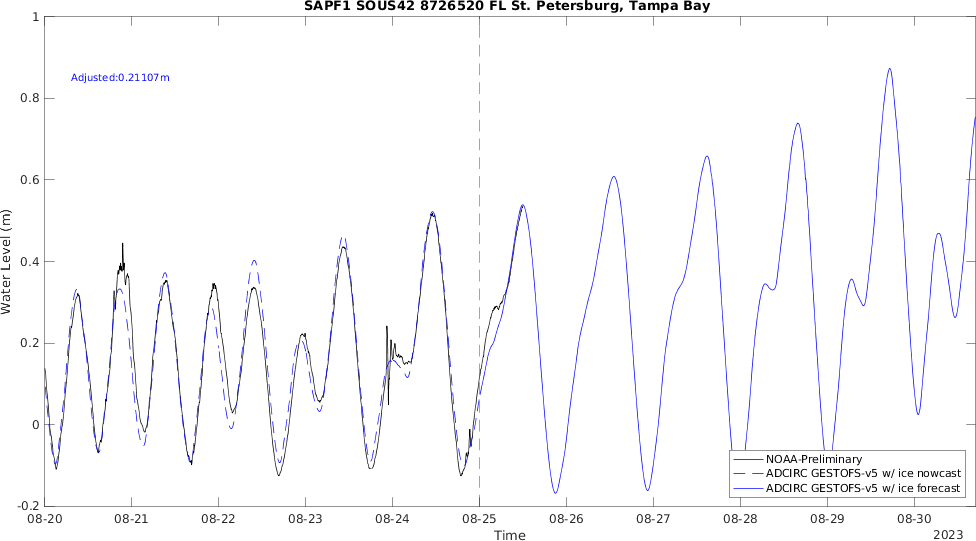 SAPF1 SOUS42 8726520 FL St. Petersburg, Tampa Bay
1
Adjusted:0.21107m
0.8
0.6
0.4
0.2
0
-0.2
Water Level (m)
NOAA-Preliminary
ADCIRC GESTOFS-v5 w/ ice nowcast
ADCIRC GESTOFS-v5 w/ ice forecast
08-20 08-21 08-22 08-23 08-24 08-25 08-26 08-27 08-28 08-29 08-30
Time
2023